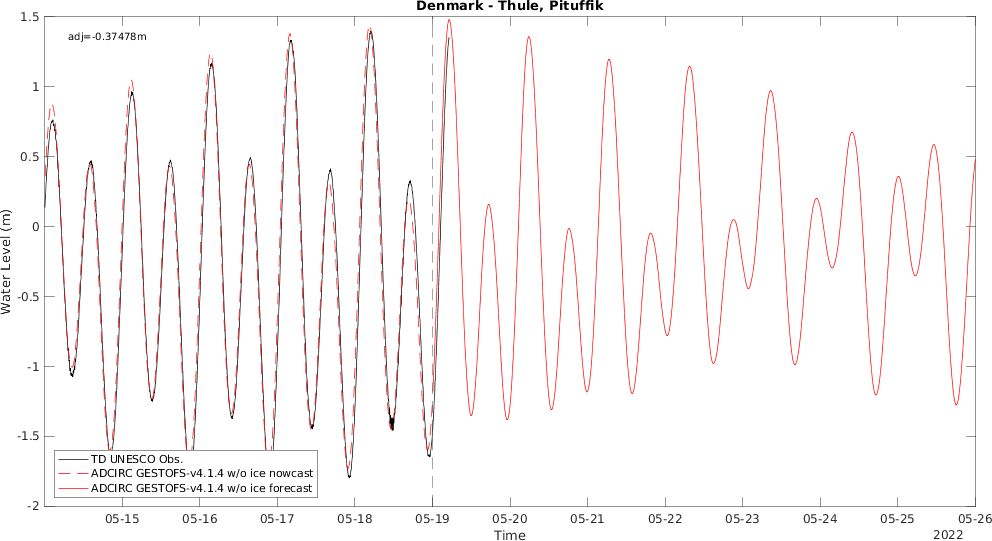 Denmark - Thule, Pituffik
adj=-0.37478m
1.5
1
0.5
0
-0.5
-1
-1.5
-2
Water Level (m)
TD UNESCO Obs.
ADCIRC GESTOFS-v4.1.4 w/o ice nowcast
ADCIRC GESTOFS-v4.1.4 w/o ice forecast
05-15 05-16 05-17 05-18 05-19 05-20 05-21 05-22 05-23 05-24 05-25 05-26
Time
2022